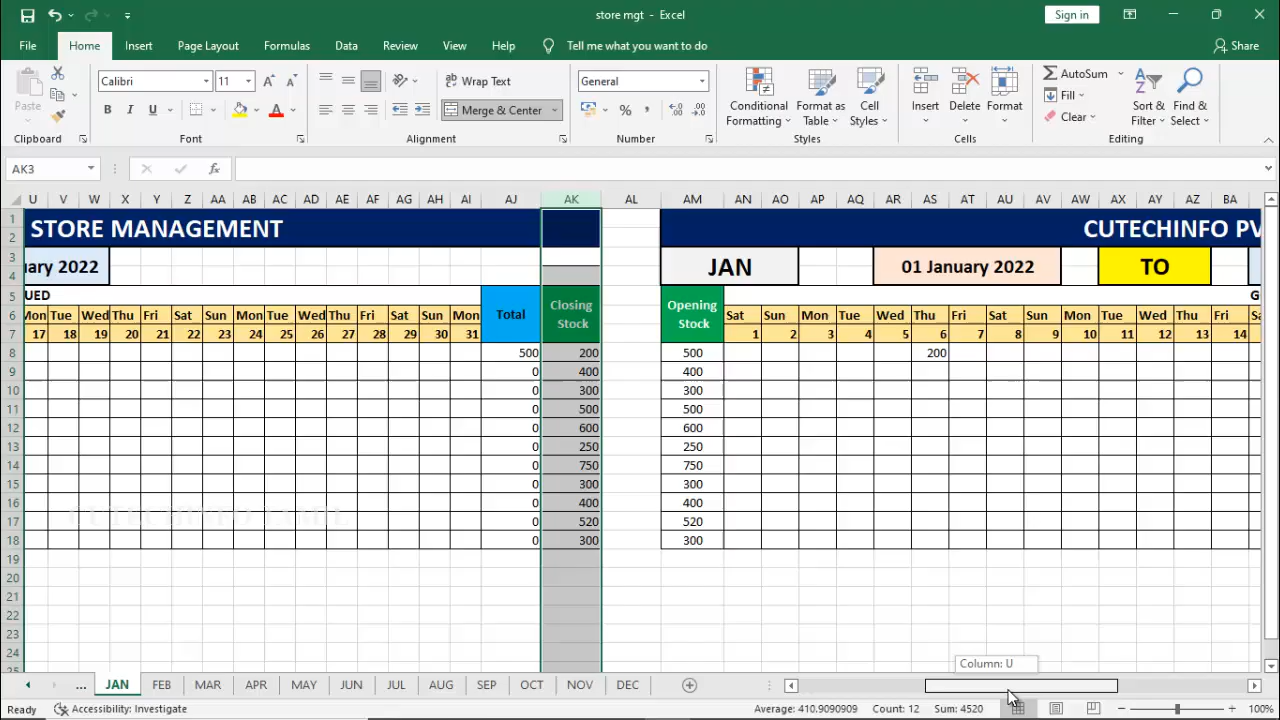 store mgt - Excel
Sign in
File Home Insert Page Layout Formulas Data Review View Help Tell me what you want to do Share
Paste Calibri 11 Wrap Text General Conditional Formatting Format as Table Cell Styles Insert Delete Format AutoSum Fill Clear Sort & Filter Find & Select
B I U Merge & Center
Clipboard Font Alignment Number Styles Cells Editing
AK3
U V W X Y Z AA AB AC AD AE AF AG AH AI AJ AK AL AM AN AO AP AQ AR AS AT AU AV AW AX AY AZ BA
1 STORE MANAGEMENT CUTECHINFO PV
2
3 uary 2022 JAN 01 January 2022 TO
4
5 UED Total Closing Stock Opening Stock G
6 Mon Tue Wed Thu Fri Sat Sun Mon Tue Wed Thu Fri Sat Sun Mon Sat Sun Mon Tue Wed Thu Fri Sat Sun Mon Tue Wed Thu Fri Sa
7 17 18 19 20 21 22 23 24 25 26 27 28 29 30 31 1 2 3 4 5 6 7 8 9 10 11 12 13 14
8 500 200 500 200
9 0 400 400
10 0 300 300
11 0 500 500
12 0 600 600
13 0 250 250
14 0 750 750
15 0 300 300
16 0 400 400
17 CUTECHINFO TAMIL 0 520 520
18 0 300 300
19
20
21
22
23
24
25
Column: U
... JAN FEB MAR APR MAY JUN JUL AUG SEP OCT NOV DEC
Ready Accessibility: Investigate Average: 410.9090909 Count: 12 Sum: 4520 100%